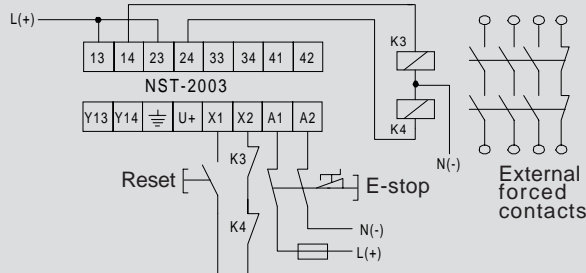 L(+)
13 14 23 24 33 34 41 42
NST-2003
Y13 Y14 U+ X1 X2 A1 A2
K3
K4
N(-)
External
forced
contacts
Reset
K3
K4
E-stop
N(-)
L(+)